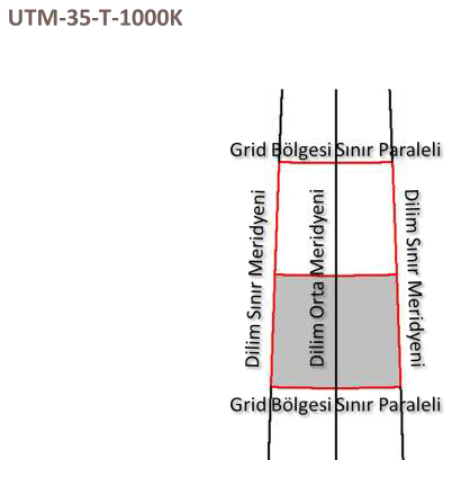 UTM-35-T-1000K
Grid Bölgesi Sınır Paraleli
Dilim Sınır Meridyeni
Dilim Orta Meridyeni
Dilim Sınır Meridyeni
Grid Bölgesi Sınır Paraleli